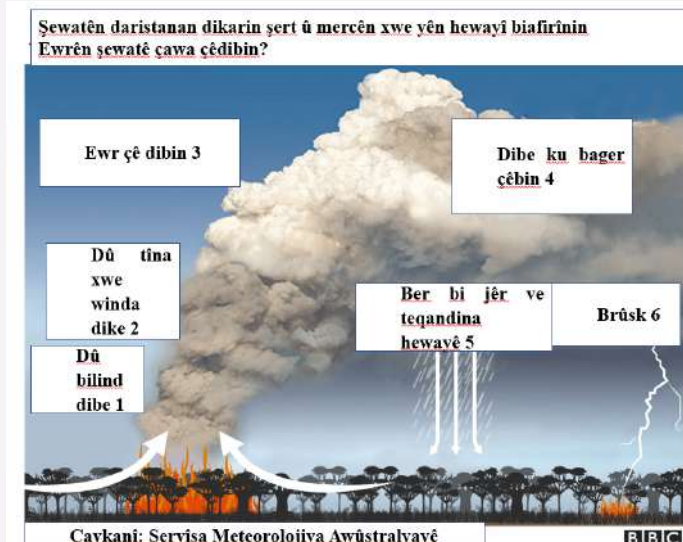 Şewatên daristanan dikarin şert û mercên xwe yên hewayî biafirînin
Ewrên şewatê çawa çêdibin?
Ewr çê dibin 3
Dibe ku bager
çêbin 4
Dû tîna
xwe
winda
dike 2
Ber bi jêr ve
teqandina
hewayê 5
Brûsk 6
Dû
bilind
dibe 1
Çavkanî: Servîsa Meteorolojiya Awûstralyayê
BBC